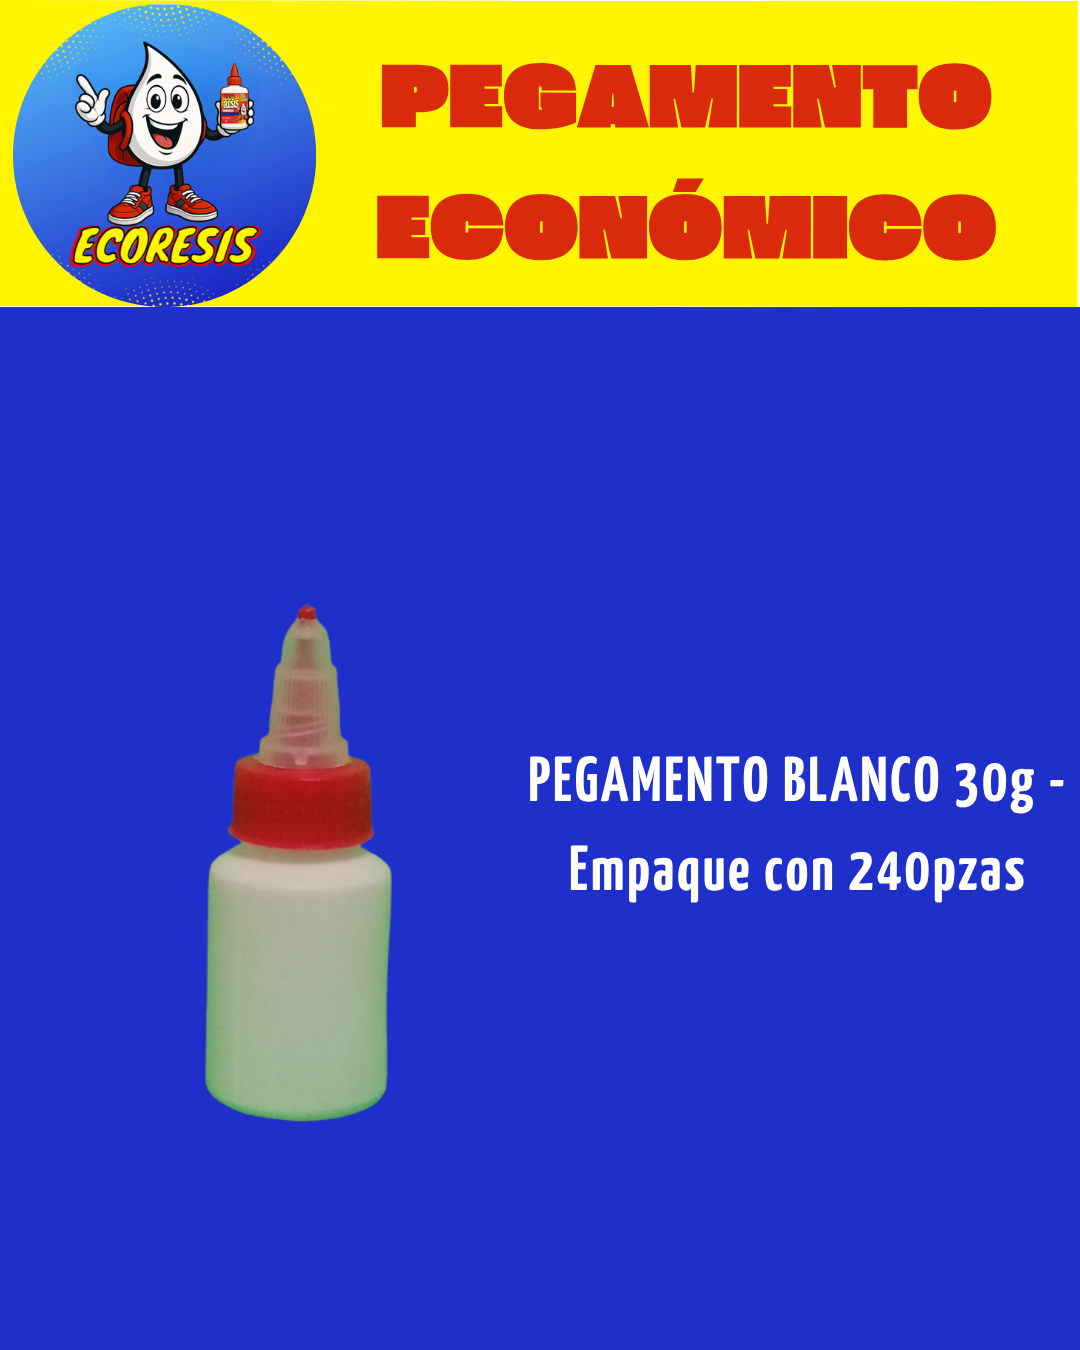 PEGAMENTO
ECONÓMICO
ECORESIS
PEGAMENTO BLANCO 30g -
Empaque con 240pzas